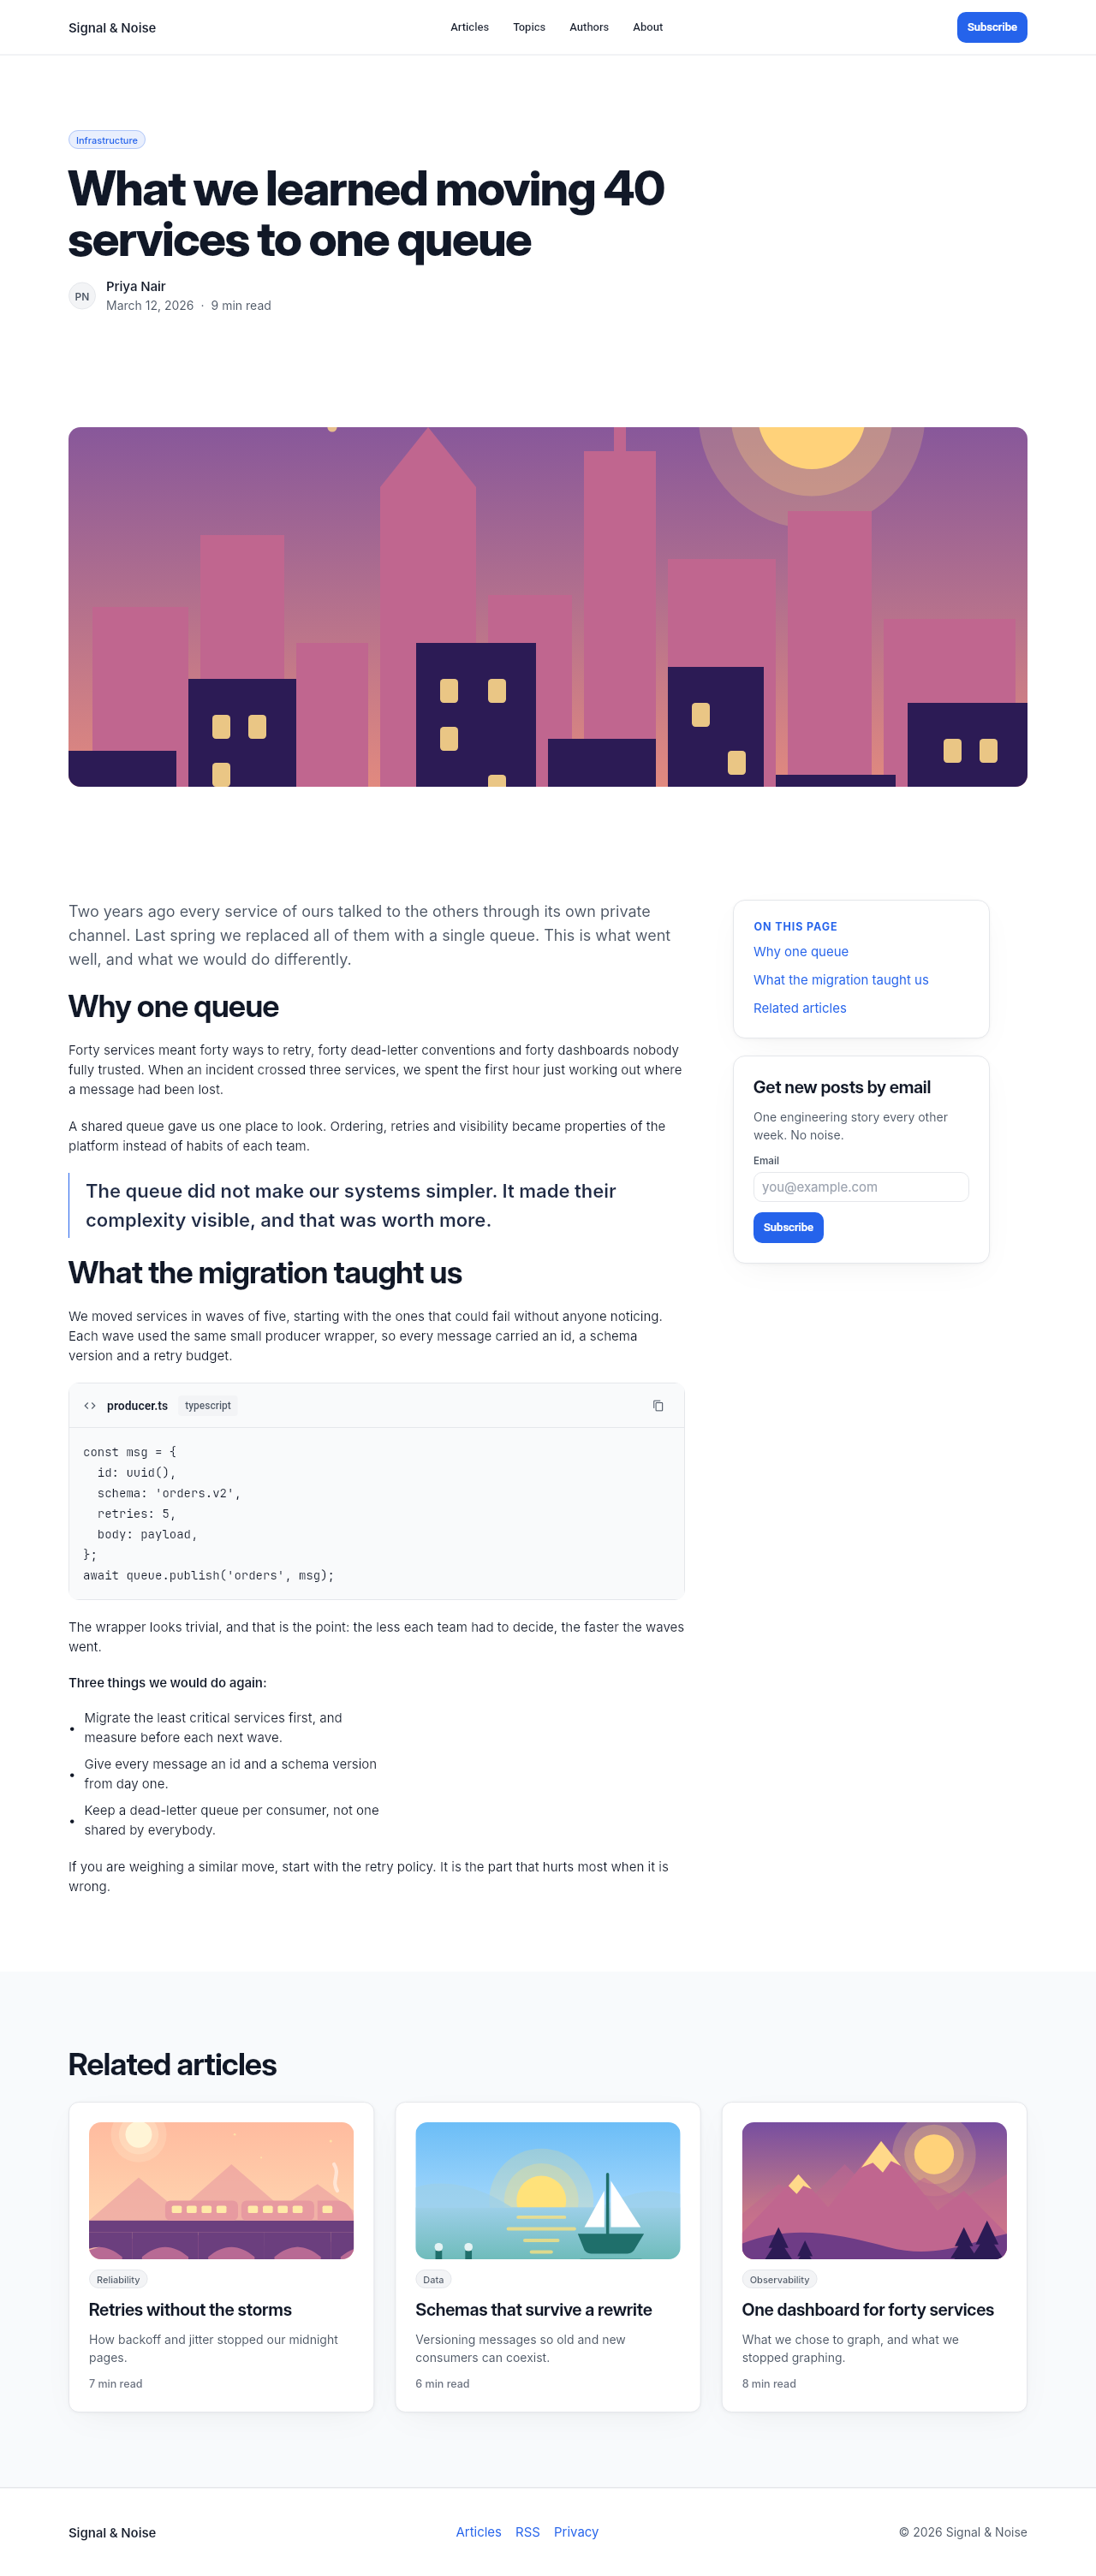 Signal & Noise
Articles
Topics
Authors
About
Subscribe
Infrastructure
What we learned moving 40
services to one queue
PN
Priya Nair
March 12, 2026 · 9 min read
Two years ago every service of ours talked to the others through its own private
channel. Last spring we replaced all of them with a single queue. This is what went
well, and what we would do differently.
Why one queue
Forty services meant forty ways to retry, forty dead-letter conventions and forty dashboards nobody
fully trusted. When an incident crossed three services, we spent the first hour just working out where
a message had been lost.
A shared queue gave us one place to look. Ordering, retries and visibility became properties of the
platform instead of habits of each team.
The queue did not make our systems simpler. It made their
complexity visible, and that was worth more.
What the migration taught us
We moved services in waves of five, starting with the ones that could fail without anyone noticing.
Each wave used the same small producer wrapper, so every message carried an id, a schema
version and a retry budget.
producer.ts
typescript
const msg = {
  id: uuid(),
  schema: 'orders.v2',
  retries: 5,
  body: payload,
};
await queue.publish('orders', msg);
The wrapper looks trivial, and that is the point: the less each team had to decide, the faster the waves
went.
Three things we would do again:
• Migrate the least critical services first, and
measure before each next wave.
• Give every message an id and a schema version
from day one.
• Keep a dead-letter queue per consumer, not one
shared by everybody.
If you are weighing a similar move, start with the retry policy. It is the part that hurts most when it is
wrong.
ON THIS PAGE
Why one queue
What the migration taught us
Related articles
Get new posts by email
One engineering story every other
week. No noise.
Email
you@example.com
Subscribe
Related articles
Reliability
Retries without the storms
How backoff and jitter stopped our midnight
pages.
7 min read
Data
Schemas that survive a rewrite
Versioning messages so old and new
consumers can coexist.
6 min read
Observability
One dashboard for forty services
What we chose to graph, and what we
stopped graphing.
8 min read
Signal & Noise
Articles
RSS
Privacy
© 2026 Signal & Noise